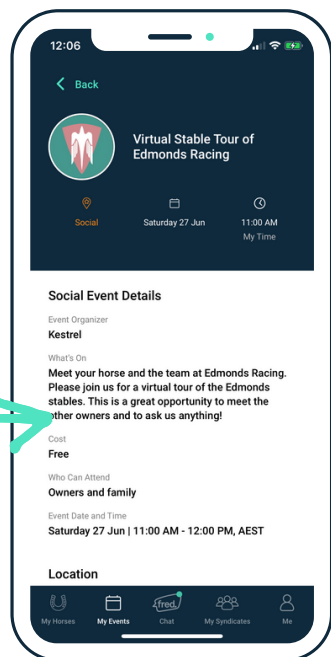 12:06
Back
Virtual Stable Tour of
Edmonds Racing
Social
Saturday 27 Jun
11:00 AM
My Time
Social Event Details
Event Organizer
Kestrel
What's On
Meet your horse and the team at Edmonds Racing.
Please join us for a virtual tour of the Edmonds
stables. This is a great opportunity to meet the
other owners and to ask us anything!
Cost
Free
Who Can Attend
Owners and family
Event Date and Time
Saturday 27 Jun | 11:00 AM - 12:00 PM, AEST
Location
fred.
My Horses
My Events
Chat
My Syndicates
Me